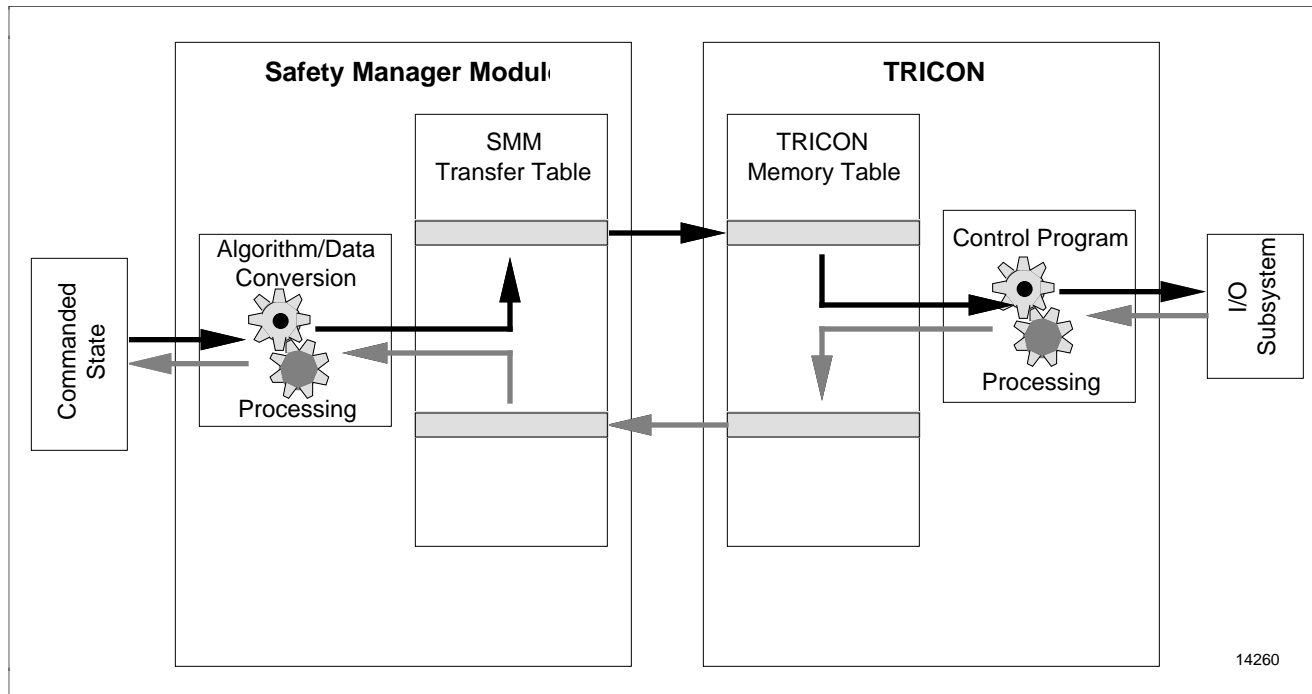 Safety Manager Modul
TRICON
SMM
Transfer Table
TRICON
Memory Table
Algorithm/Data
Conversion
Processing
Control Program
Processing
Commanded
State
I/O
Subsystem
14260